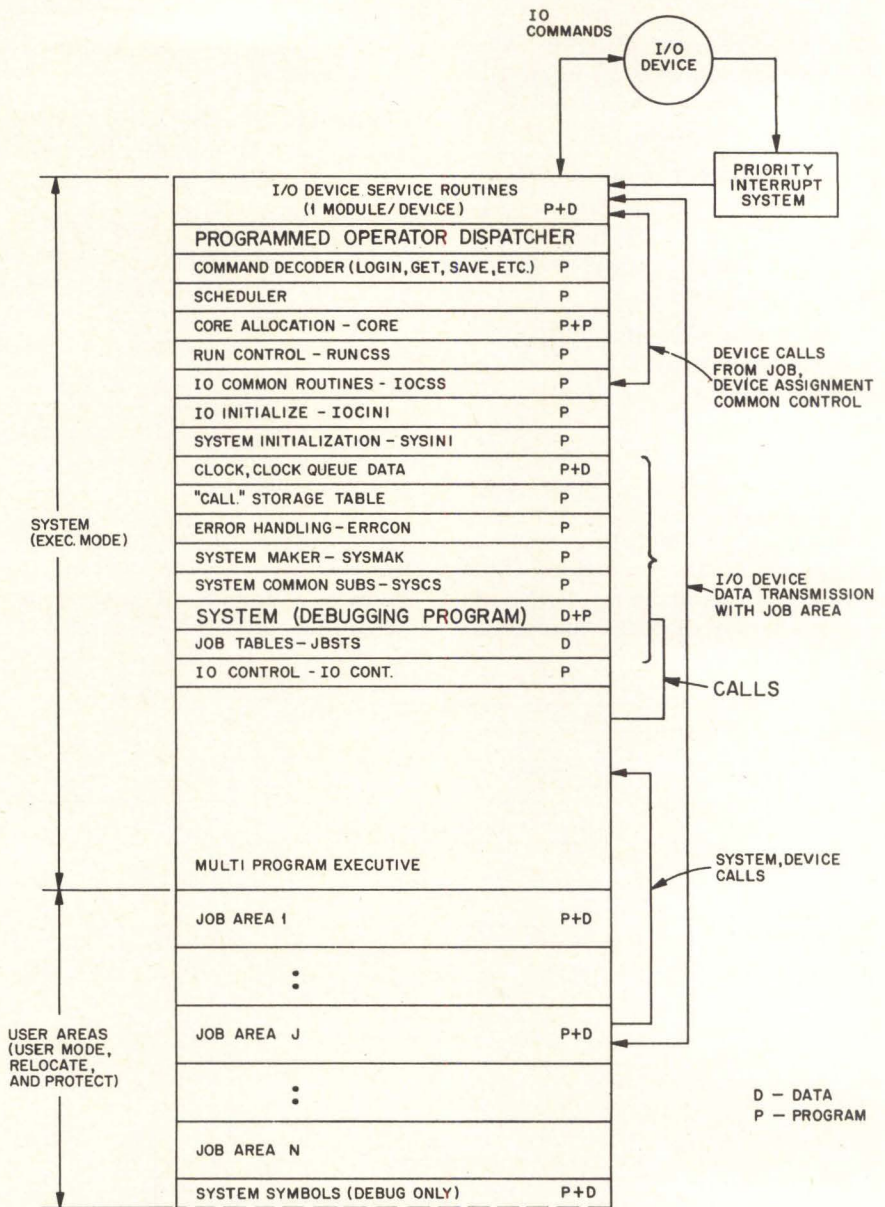 IO
COMMANDS
I/O
DEVICE
PRIORITY
INTERRUPT
SYSTEM
I/O DEVICE SERVICE ROUTINES
(1 MODULE/DEVICE) P+D
PROGRAMMED OPERATOR DISPATCHER
COMMAND DECODER (LOGIN, GET, SAVE, ETC.) P
SCHEDULER P
CORE ALLOCATION - CORE P+P
RUN CONTROL - RUNCSS P
IO COMMON ROUTINES - IOCSS P
IO INITIALIZE - IOCINI P
SYSTEM INITIALIZATION - SYSINI P
CLOCK, CLOCK QUEUE DATA P+D
"CALL" STORAGE TABLE P
ERROR HANDLING - ERRCON P
SYSTEM MAKER - SYSMAK P
SYSTEM COMMON SUBS - SYSCS P
SYSTEM (DEBUGGING PROGRAM) D+P
JOB TABLES - JBSTS D
IO CONTROL - IO CONT. P
MULTI PROGRAM EXECUTIVE
JOB AREA 1 P+D
:
JOB AREA J P+D
:
JOB AREA N
SYSTEM SYMBOLS (DEBUG ONLY) P+D
SYSTEM
(EXEC. MODE)
USER AREAS
(USER MODE,
RELOCATE,
AND PROTECT)
DEVICE CALLS
FROM JOB,
DEVICE ASSIGNMENT
COMMON CONTROL
I/O DEVICE
DATA TRANSMISSION
WITH JOB AREA
CALLS
SYSTEM, DEVICE
CALLS
D - DATA
P - PROGRAM